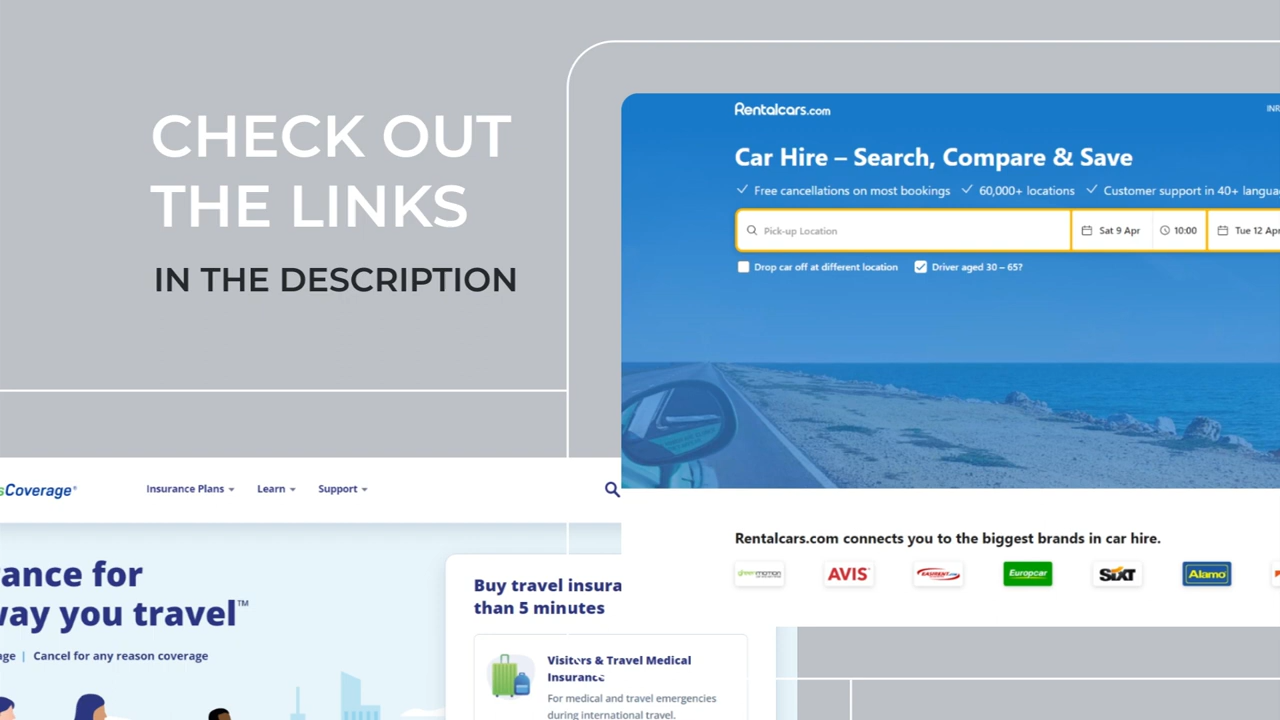 CHECK OUT
THE LINKS
IN THE DESCRIPTION
Rentalcars.com
INR
Car Hire – Search, Compare & Save
Free cancellations on most bookings 60,000+ locations Customer support in 40+
Pick-up Location Sat 9 Apr 10:00 Tue 12 Apr
Drop car off at different location Driver aged 30 – 65?
Rentalcars.com connects you to the biggest brands in car hire.
greenmotion AVIS Europcar SIXT Alamo
sCoverage®
Insurance Plans Learn Support
ance for
way you travel™
age | Cancel for any reason coverage
Buy travel insura
than 5 minutes
Visitors & Travel Medical
Insurance
For medical and travel emergencies
during international travel.